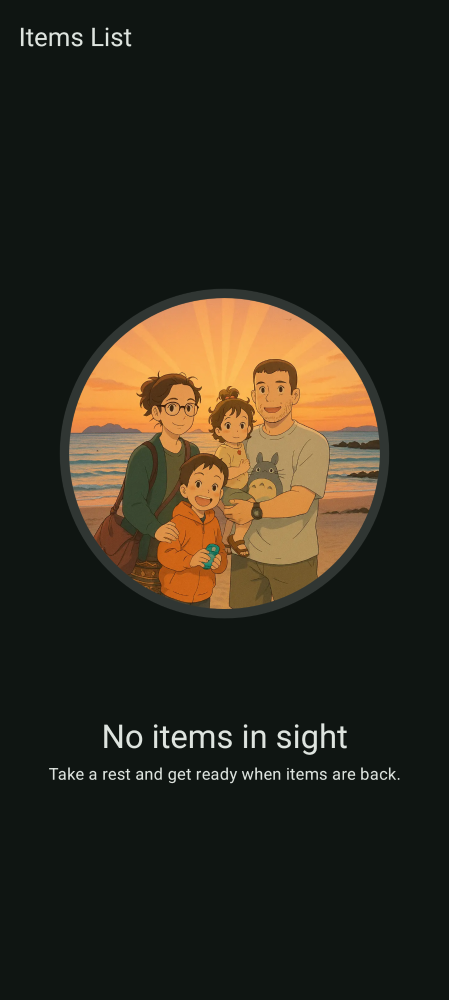 Items List
No items in sight
Take a rest and get ready when items are back.